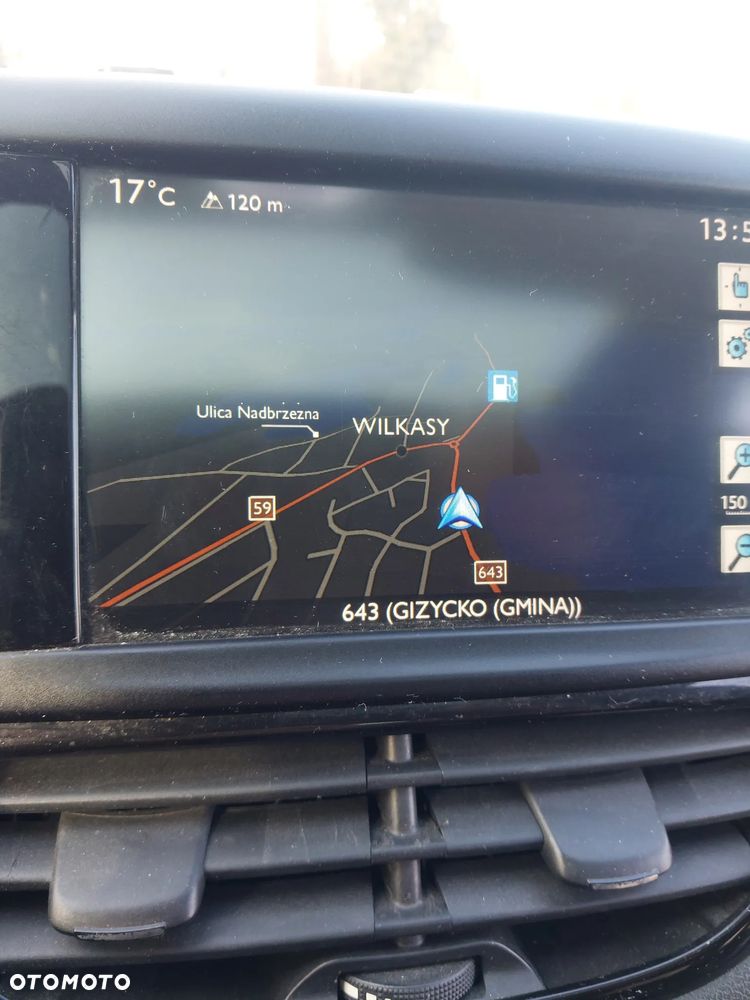 17°C 120 m
13:5
Ulica Nadbrzezna
WILKASY
59
150
643
643 (GIZYCKO (GMINA))
OTOMOTO